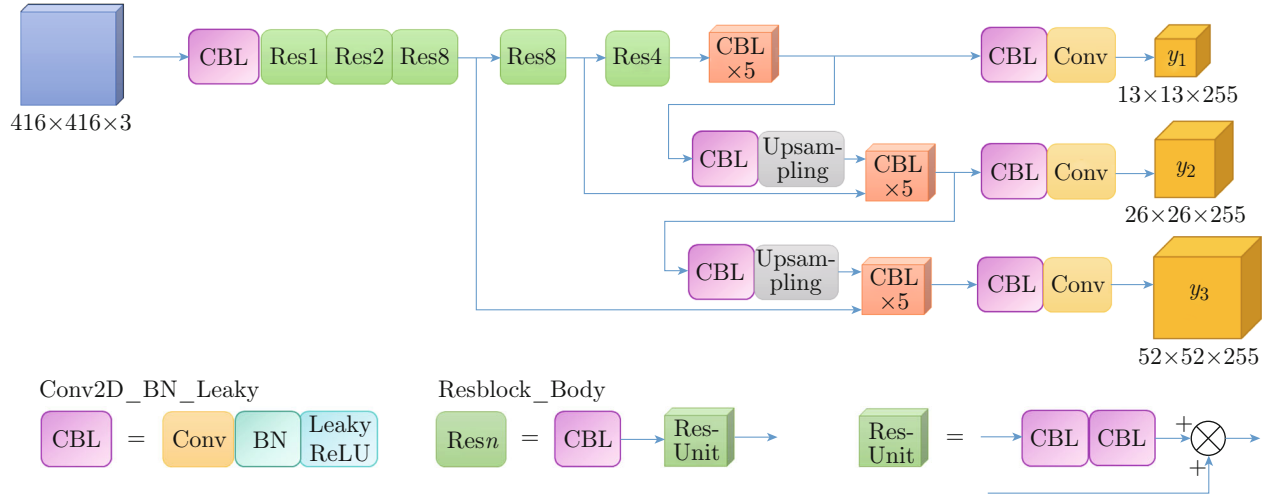 CBL Res1 Res2 Res8 Res8 Res4 CBL ×5 CBL Conv y1
416×416×3
13×13×255
CBL Upsam-
pling
CBL
×5
CBL Conv y2
26×26×255
CBL Upsam-
pling
CBL
×5
CBL Conv y3
52×52×255
Conv2D_BN_Leaky
CBL = Conv BN Leaky
ReLU
Resblock_Body
Resn = CBL Res-
Unit
Res-
Unit
= CBL CBL +
+